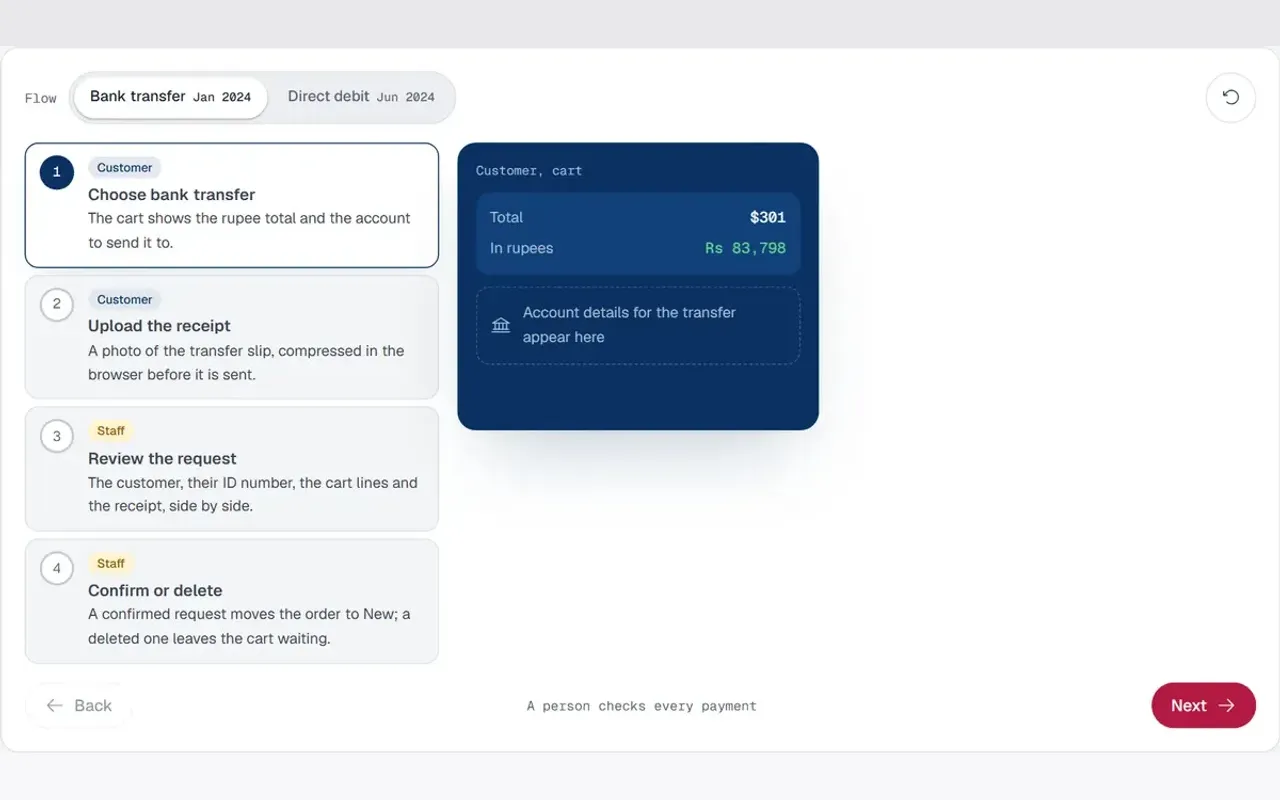 Flow
Bank transfer Jan 2024
Direct debit Jun 2024
1
Customer
Choose bank transfer
The cart shows the rupee total and the account
to send it to.
2
Customer
Upload the receipt
A photo of the transfer slip, compressed in the
browser before it is sent.
3
Staff
Review the request
The customer, their ID number, the cart lines and
the receipt, side by side.
4
Staff
Confirm or delete
A confirmed request moves the order to New; a
deleted one leaves the cart waiting.
Customer, cart
Total $301
In rupees Rs 83,798
Account details for the transfer
appear here
Back
A person checks every payment
Next